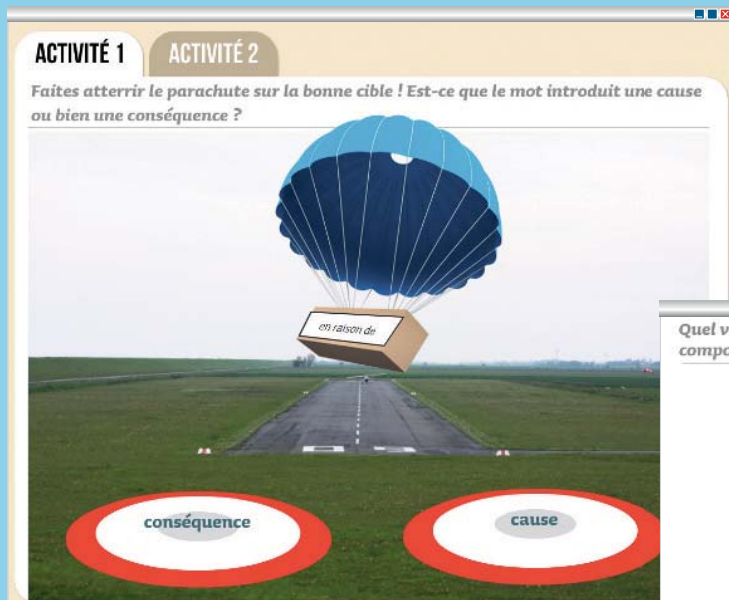 ACTIVITÉ 1
ACTIVITÉ 2
Faites atterrir le parachute sur la bonne cible ! Est-ce que le mot introduit une cause
ou bien une conséquence ?
en raison de
Quel v
compo
conséquence
cause